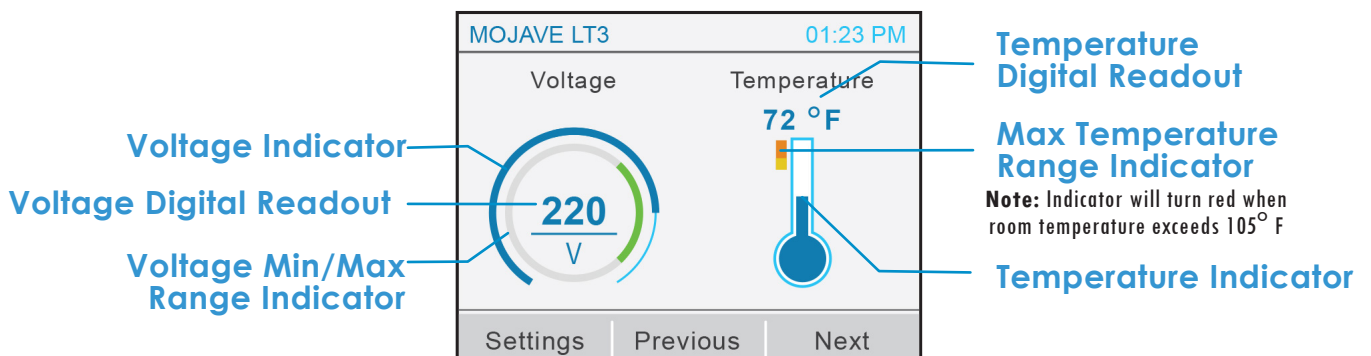 MOJAVE LT3 01:23 PM
Voltage Temperature
72 °F
220
V
Settings Previous Next
Voltage Indicator
Voltage Digital Readout
Voltage Min/Max
Range Indicator
Temperature
Digital Readout
Max Temperature
Range Indicator
Note: Indicator will turn red when
room temperature exceeds 105° F
Temperature Indicator